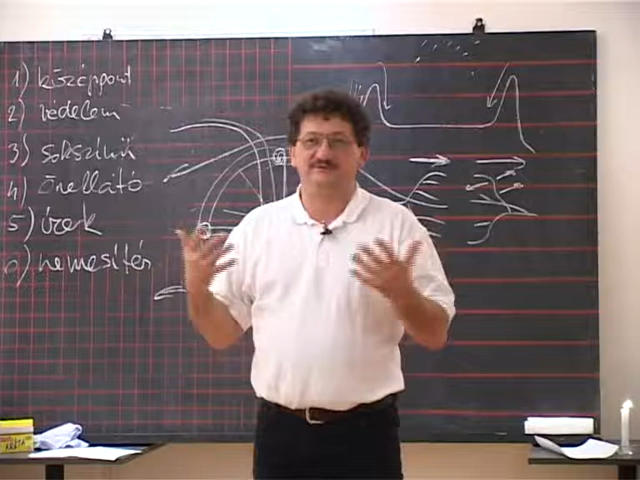 1) középpont
2) védelem
3) sokszínű
4) önellátó
5) érek
6) nemesítés